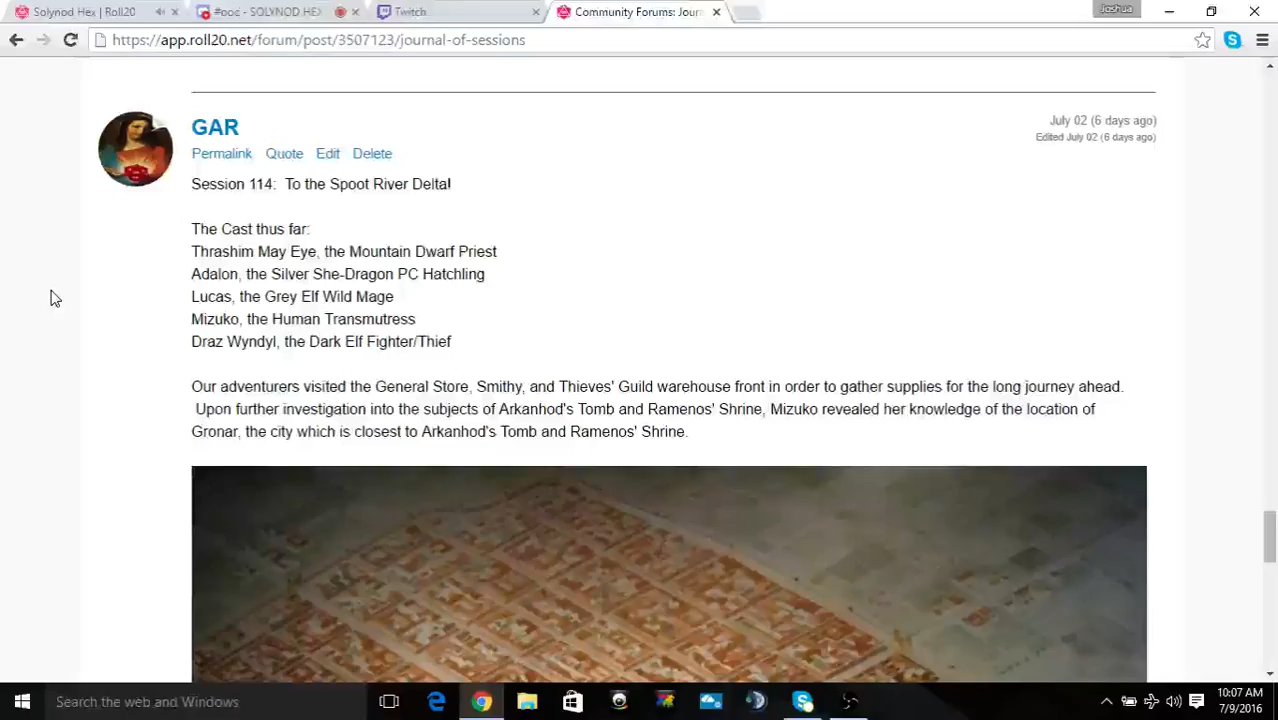 Solynod Hex | Roll20
#ooc - SOLYNOD HEX
Twitch
Community Forums: Journ
Joshua
https://app.roll20.net/forum/post/3507123/journal-of-sessions
GAR
July 02 (6 days ago)
Edited July 02 (6 days ago)
Permalink Quote Edit Delete
Session 114:  To the Spoot River Delta!
The Cast thus far:
Thrashim May Eye, the Mountain Dwarf Priest
Adalon, the Silver She-Dragon PC Hatchling
Lucas, the Grey Elf Wild Mage
Mizuko, the Human Transmutress
Draz Wyndyl, the Dark Elf Fighter/Thief
Our adventurers visited the General Store, Smithy, and Thieves' Guild warehouse front in order to gather supplies for the long journey ahead.
Upon further investigation into the subjects of Arkanhod's Tomb and Ramenos' Shrine, Mizuko revealed her knowledge of the location of
Gronar, the city which is closest to Arkanhod's Tomb and Ramenos' Shrine.
Search the web and Windows
10:07 AM
7/9/2016